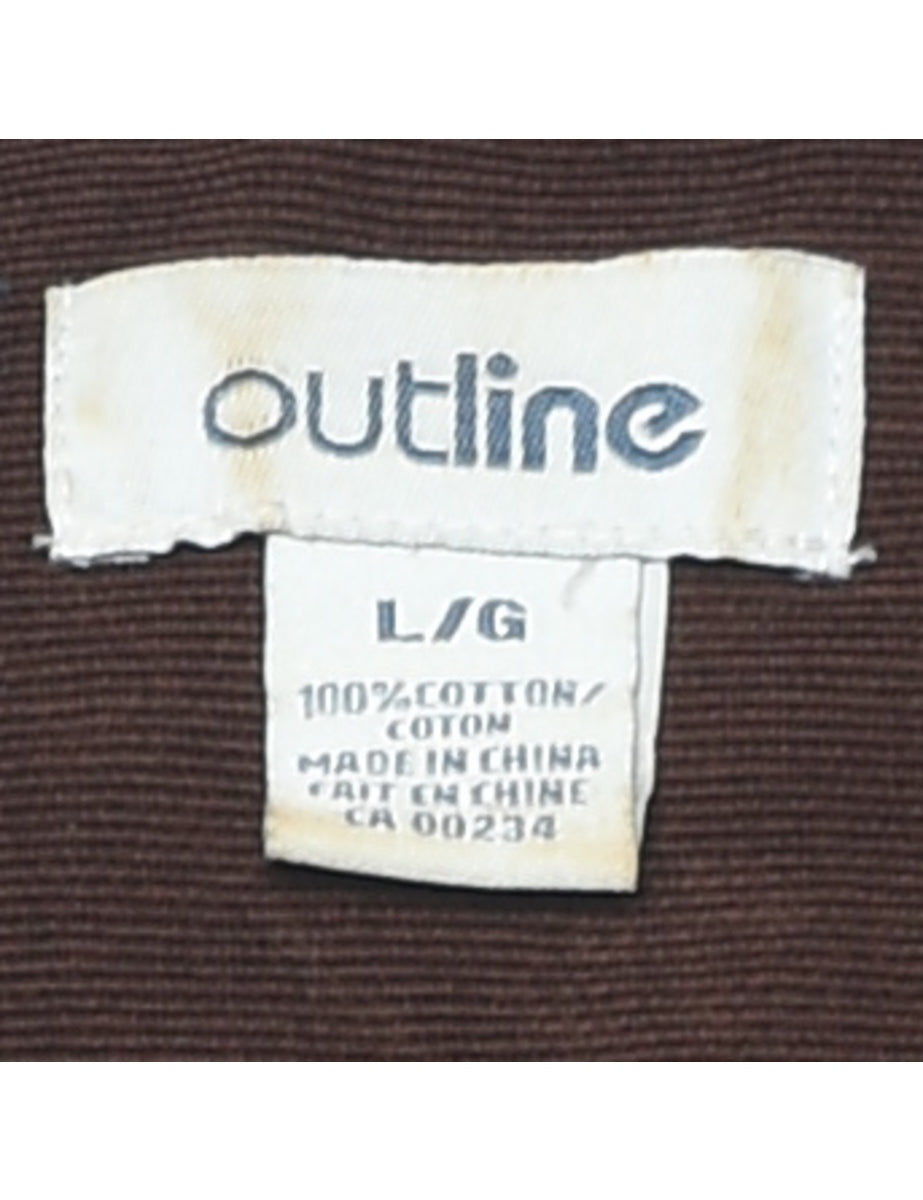 outline
L/G
100%COTTON/
COTON
MADE IN CHINA
FAIT EN CHINE
CA 00234